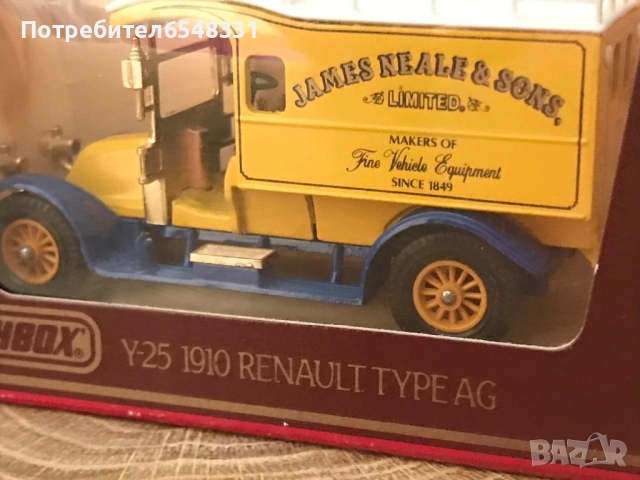 Потребител6548331
JAMES NEALE & SONS,
LIMITED,
MAKERS OF
Fine Vehicle Equipment
SINCE 1849
HBOX®
Y-25 1910 RENAULT TYPE AG
BAZAR